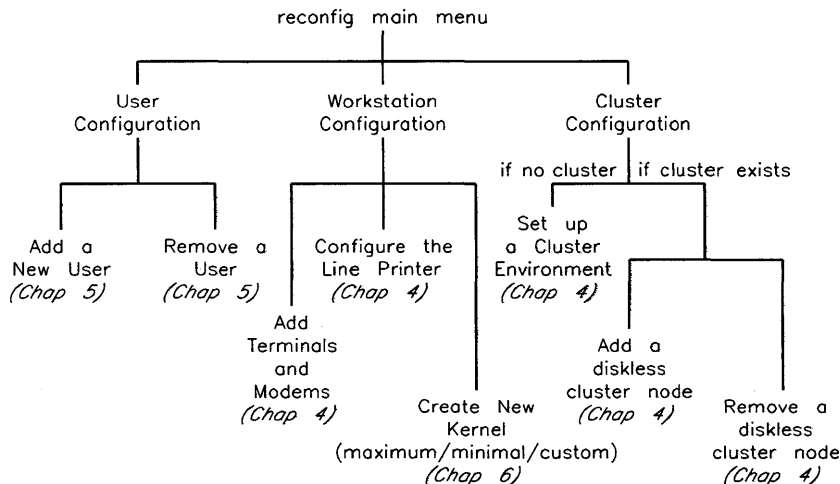 reconfig main menu
User
Configuration
Workstation
Configuration
Cluster
Configuration
if no cluster
if cluster exists
Add a
New User
(Chap 5)
Remove a
User
(Chap 5)
Add
Terminals
and
Modems
(Chap 4)
Configure the
Line Printer
(Chap 4)
Create New
Kernel
(maximum/minimal/custom)
(Chap 6)
Set up
a Cluster
Environment
(Chap 4)
Add a
diskless
cluster node
(Chap 4)
Remove a
diskless
cluster node
(Chap 4)